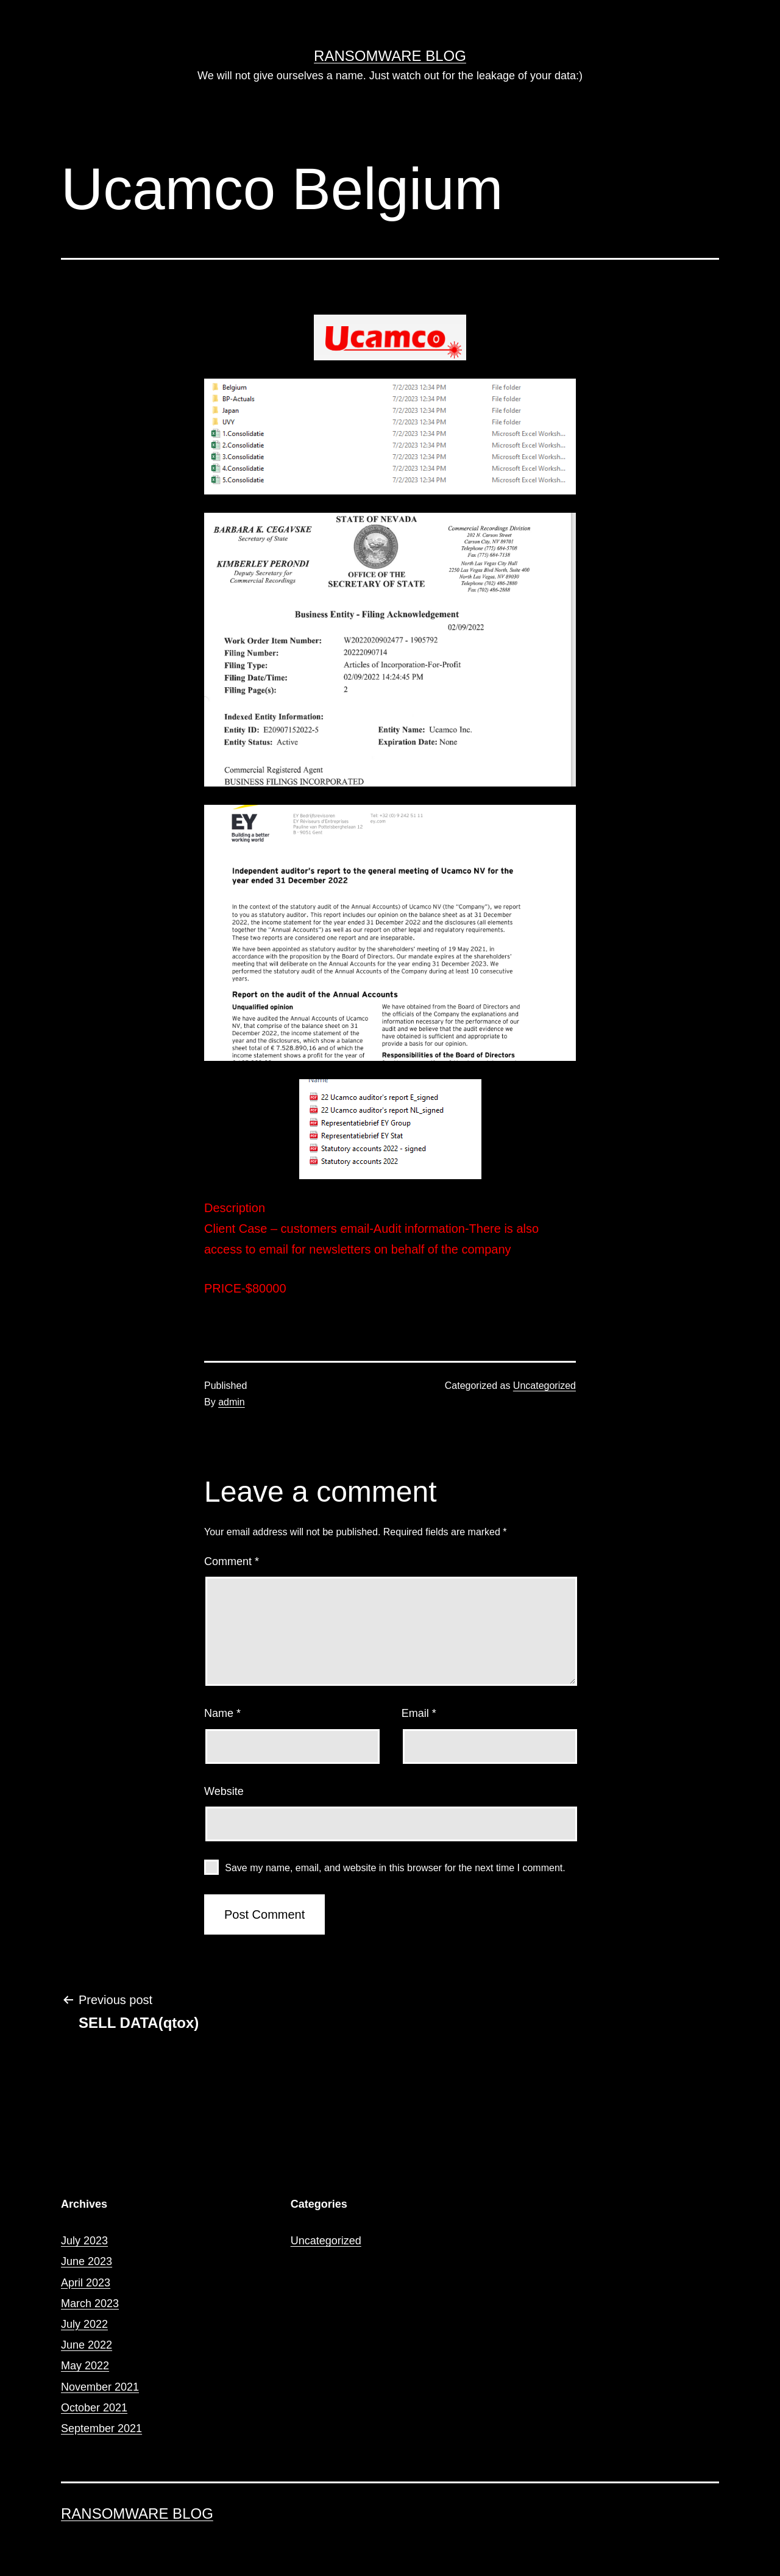 RANSOMWARE BLOG
We will not give ourselves a name. Just watch out for the leakage of your data:)
Ucamco Belgium
Ucamco
Belgium 7/2/2023 12:34 PM File folder
BP-Actuals 7/2/2023 12:34 PM File folder
Japan 7/2/2023 12:34 PM File folder
UVY 7/2/2023 12:34 PM File folder
1.Consolidatie 7/2/2023 12:34 PM Microsoft Excel Worksh...
2.Consolidatie 7/2/2023 12:34 PM Microsoft Excel Worksh...
3.Consolidatie 7/2/2023 12:34 PM Microsoft Excel Worksh...
4.Consolidatie 7/2/2023 12:34 PM Microsoft Excel Worksh...
5.Consolidatie 7/2/2023 12:34 PM Microsoft Excel Worksh...
BARBARA K. CEGAVSKE
Secretary of State
KIMBERLEY PERONDI
Deputy Secretary for
Commercial Recordings
STATE OF NEVADA
OFFICE OF THE
SECRETARY OF STATE
Commercial Recordings Division
202 N. Carson Street
Carson City, NV 89701
Telephone (775) 684-5708
Fax (775) 684-7138
North Las Vegas City Hall
2250 Las Vegas Blvd North, Suite 400
North Las Vegas, NV 89030
Telephone (702) 486-2880
Fax (702) 486-2888
Business Entity - Filing Acknowledgement
02/09/2022
Work Order Item Number: W2022020902477 - 1905792
Filing Number: 20222090714
Filing Type: Articles of Incorporation-For-Profit
Filing Date/Time: 02/09/2022 14:24:45 PM
Filing Page(s): 2
Indexed Entity Information:
Entity ID: E20907152022-5 Entity Name: Ucamco Inc.
Entity Status: Active Expiration Date: None
Commercial Registered Agent
BUSINESS FILINGS INCORPORATED
EY
Building a better
working world
EY Bedrijfsrevisoren
EY Réviseurs d'Entreprises
Pauline van Pottelsberghelaan 12
B - 9051 Gent
Tel: +32 (0) 9 242 51 11
ey.com
Independent auditor's report to the general meeting of Ucamco NV for the
year ended 31 December 2022
In the context of the statutory audit of the Annual Accounts) of Ucamco NV (the "Company"), we report
to you as statutory auditor. This report includes our opinion on the balance sheet as at 31 December
2022, the income statement for the year ended 31 December 2022 and the disclosures (all elements
together the "Annual Accounts") as well as our report on other legal and regulatory requirements.
These two reports are considered one report and are inseparable.
We have been appointed as statutory auditor by the shareholders' meeting of 19 May 2021, in
accordance with the proposition by the Board of Directors. Our mandate expires at the shareholders'
meeting that will deliberate on the Annual Accounts for the year ending 31 December 2023. We
performed the statutory audit of the Annual Accounts of the Company during at least 10 consecutive
years.
Report on the audit of the Annual Accounts
Unqualified opinion
We have audited the Annual Accounts of Ucamco
NV, that comprise of the balance sheet on 31
December 2022, the income statement of the
year and the disclosures, which show a balance
sheet total of € 7.528.890,16 and of which the
income statement shows a profit for the year of
We have obtained from the Board of Directors and
the officials of the Company the explanations and
information necessary for the performance of our
audit and we believe that the audit evidence we
have obtained is sufficient and appropriate to
provide a basis for our opinion.
Responsibilities of the Board of Directors
Name
22 Ucamco auditor's report E_signed
22 Ucamco auditor's report NL_signed
Representatiebrief EY Group
Representatiebrief EY Stat
Statutory accounts 2022 - signed
Statutory accounts 2022
Description
Client Case – customers email-Audit information-There is also
access to email for newsletters on behalf of the company
PRICE-$80000
Published
By admin
Categorized as Uncategorized
Leave a comment
Your email address will not be published. Required fields are marked *
Comment *
Name * Email *
Website
Save my name, email, and website in this browser for the next time I comment.
Post Comment
Previous post
SELL DATA(qtox)
Archives
July 2023
June 2023
April 2023
March 2023
July 2022
June 2022
May 2022
November 2021
October 2021
September 2021
Categories
Uncategorized
RANSOMWARE BLOG